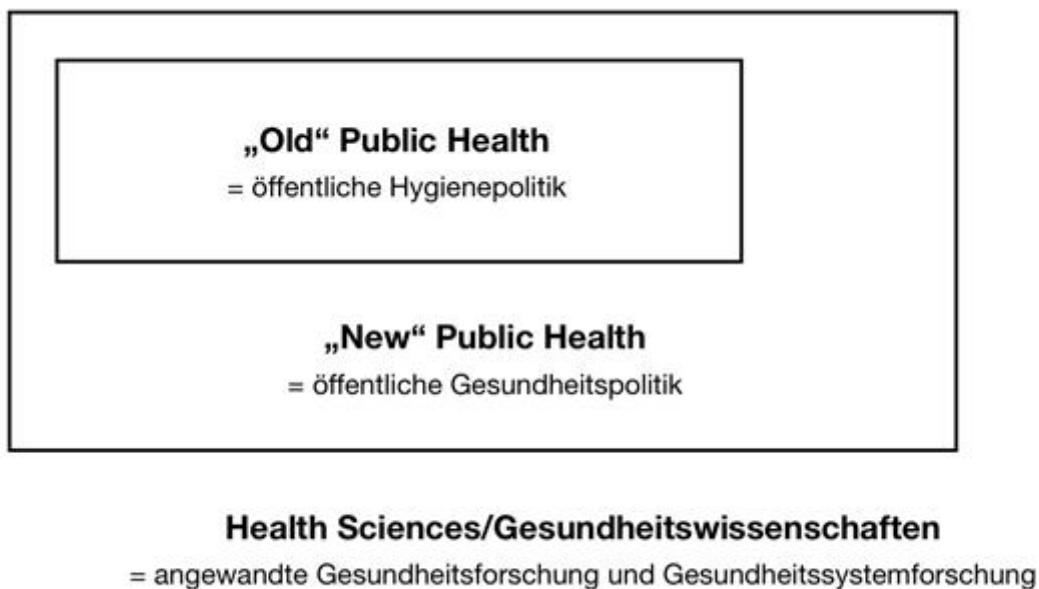 „Old“ Public Health
= öffentliche Hygienepolitik
„New“ Public Health
= öffentliche Gesundheitspolitik
Health Sciences/Gesundheitswissenschaften
= angewandte Gesundheitsforschung und Gesundheitssystemforschung